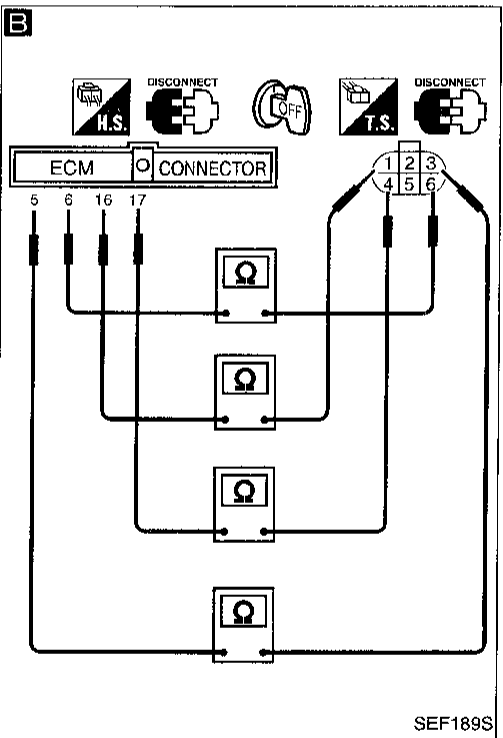 B
DISCONNECT
DISCONNECT
H.S.
OFF
T.S.
ECM CONNECTOR
1 2 3
4 5 6
5 6 16 17
Ω
Ω
Ω
Ω
SEF189S